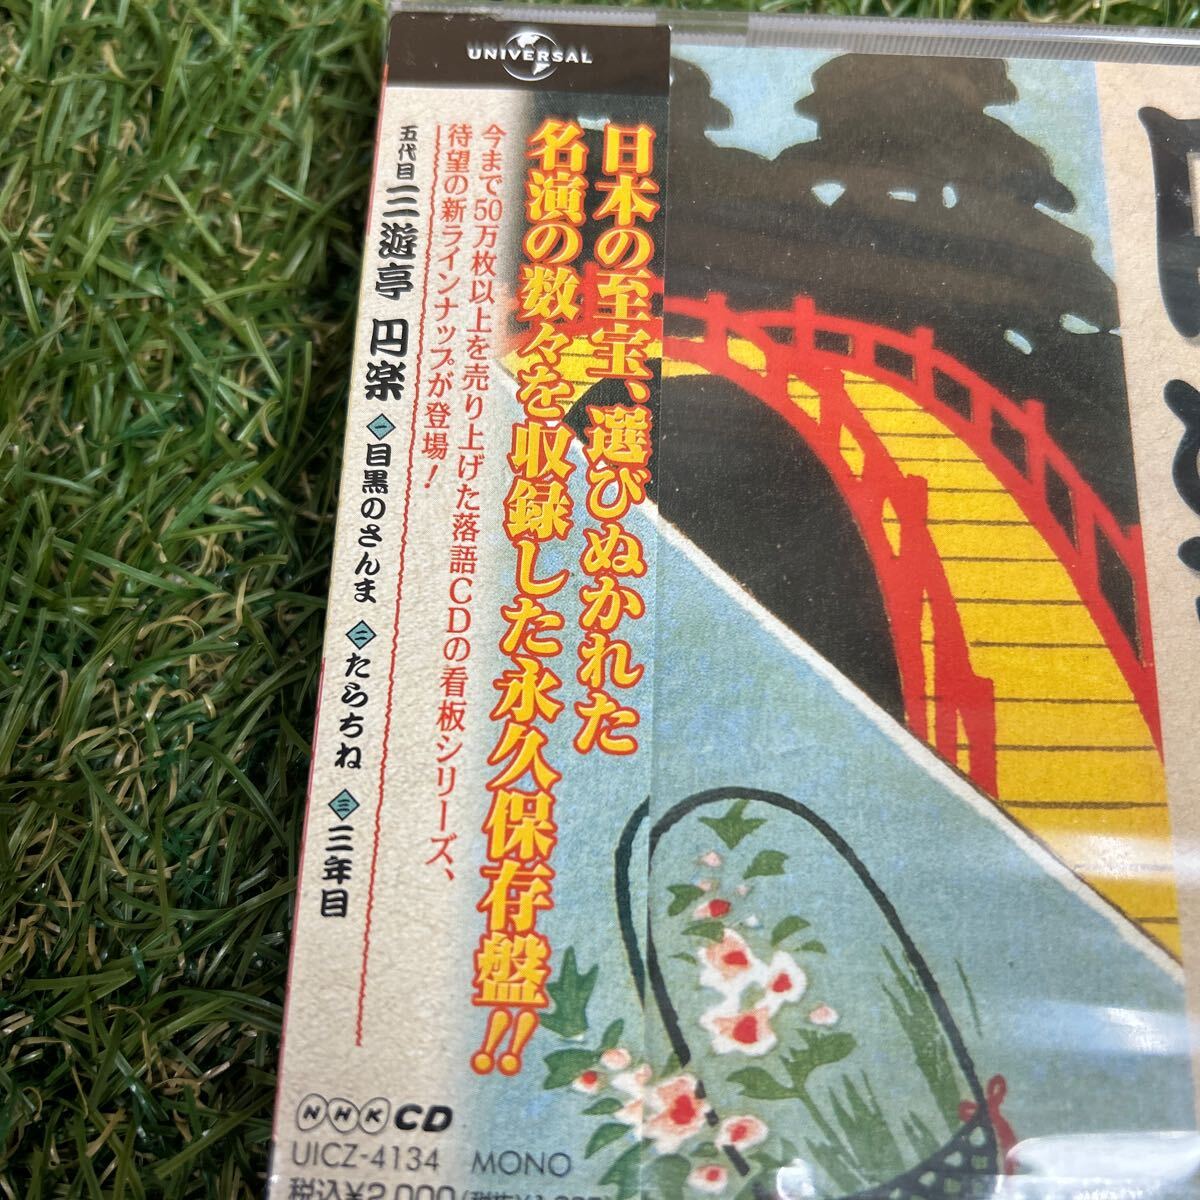 UNIVERSAL
日本の至宝、選びぬかれた
名演の数々を収録した永久保存盤!!
今まで50万枚以上を売り上げた落語CDの看板シリーズ、
待望の新ラインナップが登場!
五代目 三遊亭 円楽 一 目黒のさんま 二 たらちね 三 三年目
NHK CD
UICZ-4134 MONO
税込¥2,000